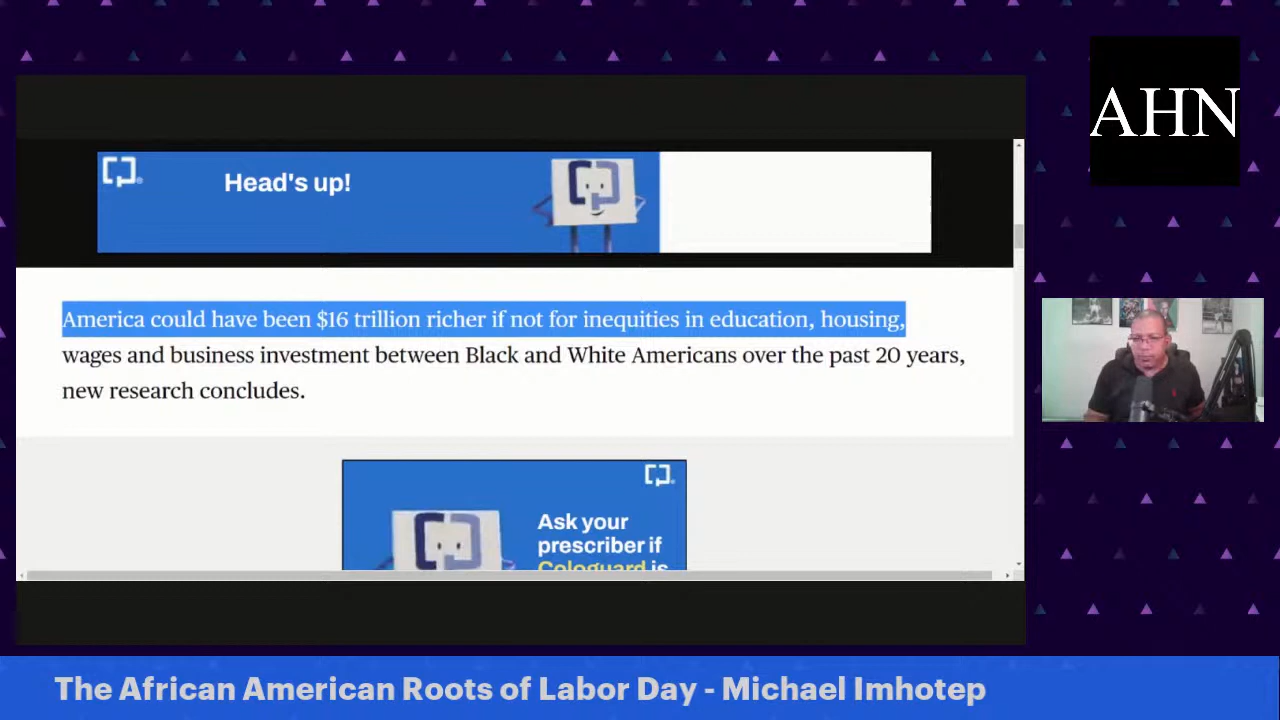 AHN
Head's up!
America could have been $16 trillion richer if not for inequities in education, housing,
wages and business investment between Black and White Americans over the past 20 years,
new research concludes.
Ask your
prescriber if
Cologuard is
The African American Roots of Labor Day - Michael Imhotep